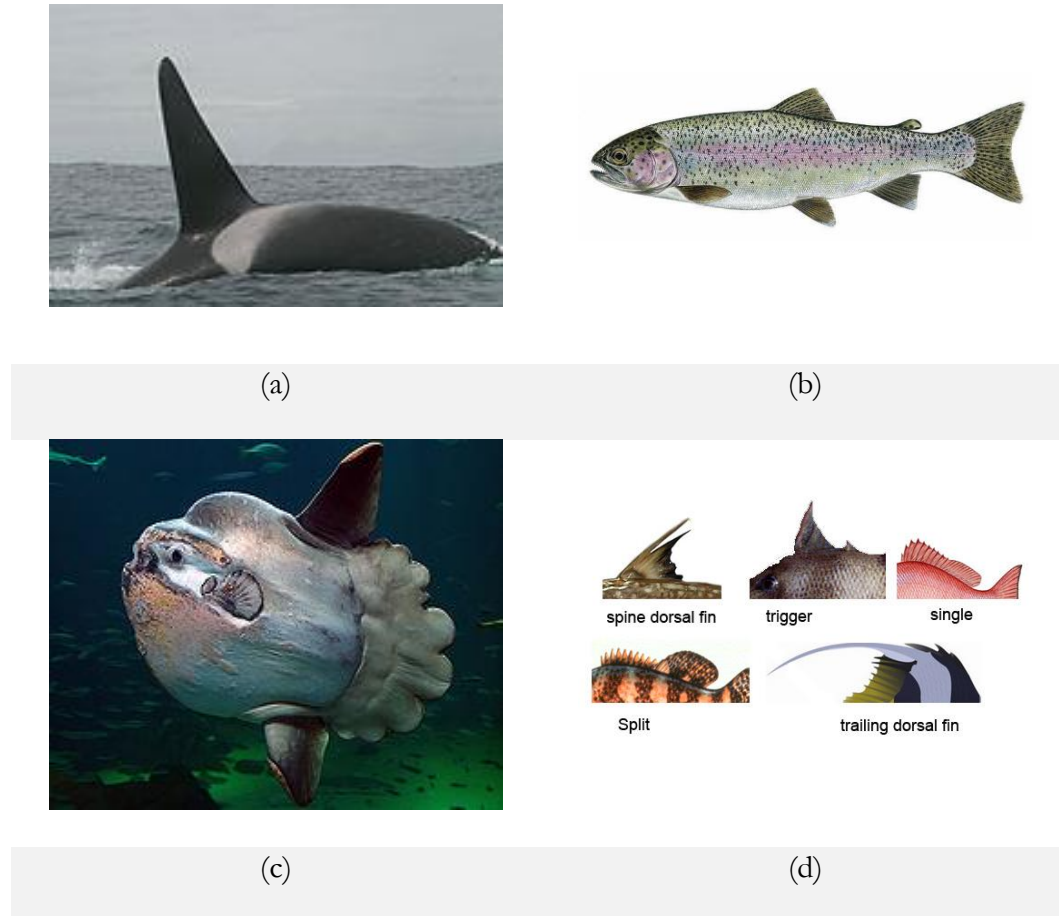 (a)
(b)
(c)
(d)
spine dorsal fin
trigger
single
Split
trailing dorsal fin